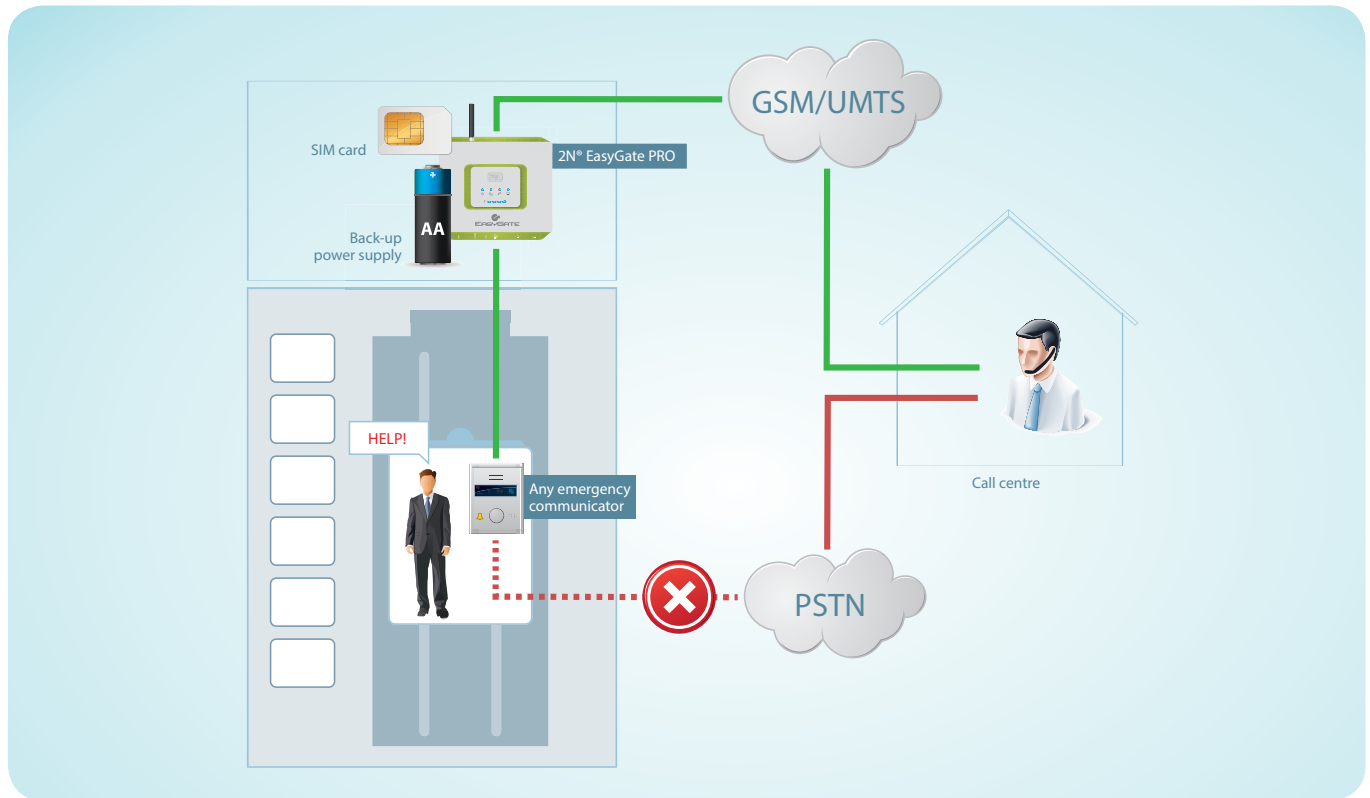 GSM/UMTS
SIM card
2N® EasyGate PRO
EASYGATE
AA
Back-up
power supply
HELP!
Any emergency
communicator
Call centre
PSTN